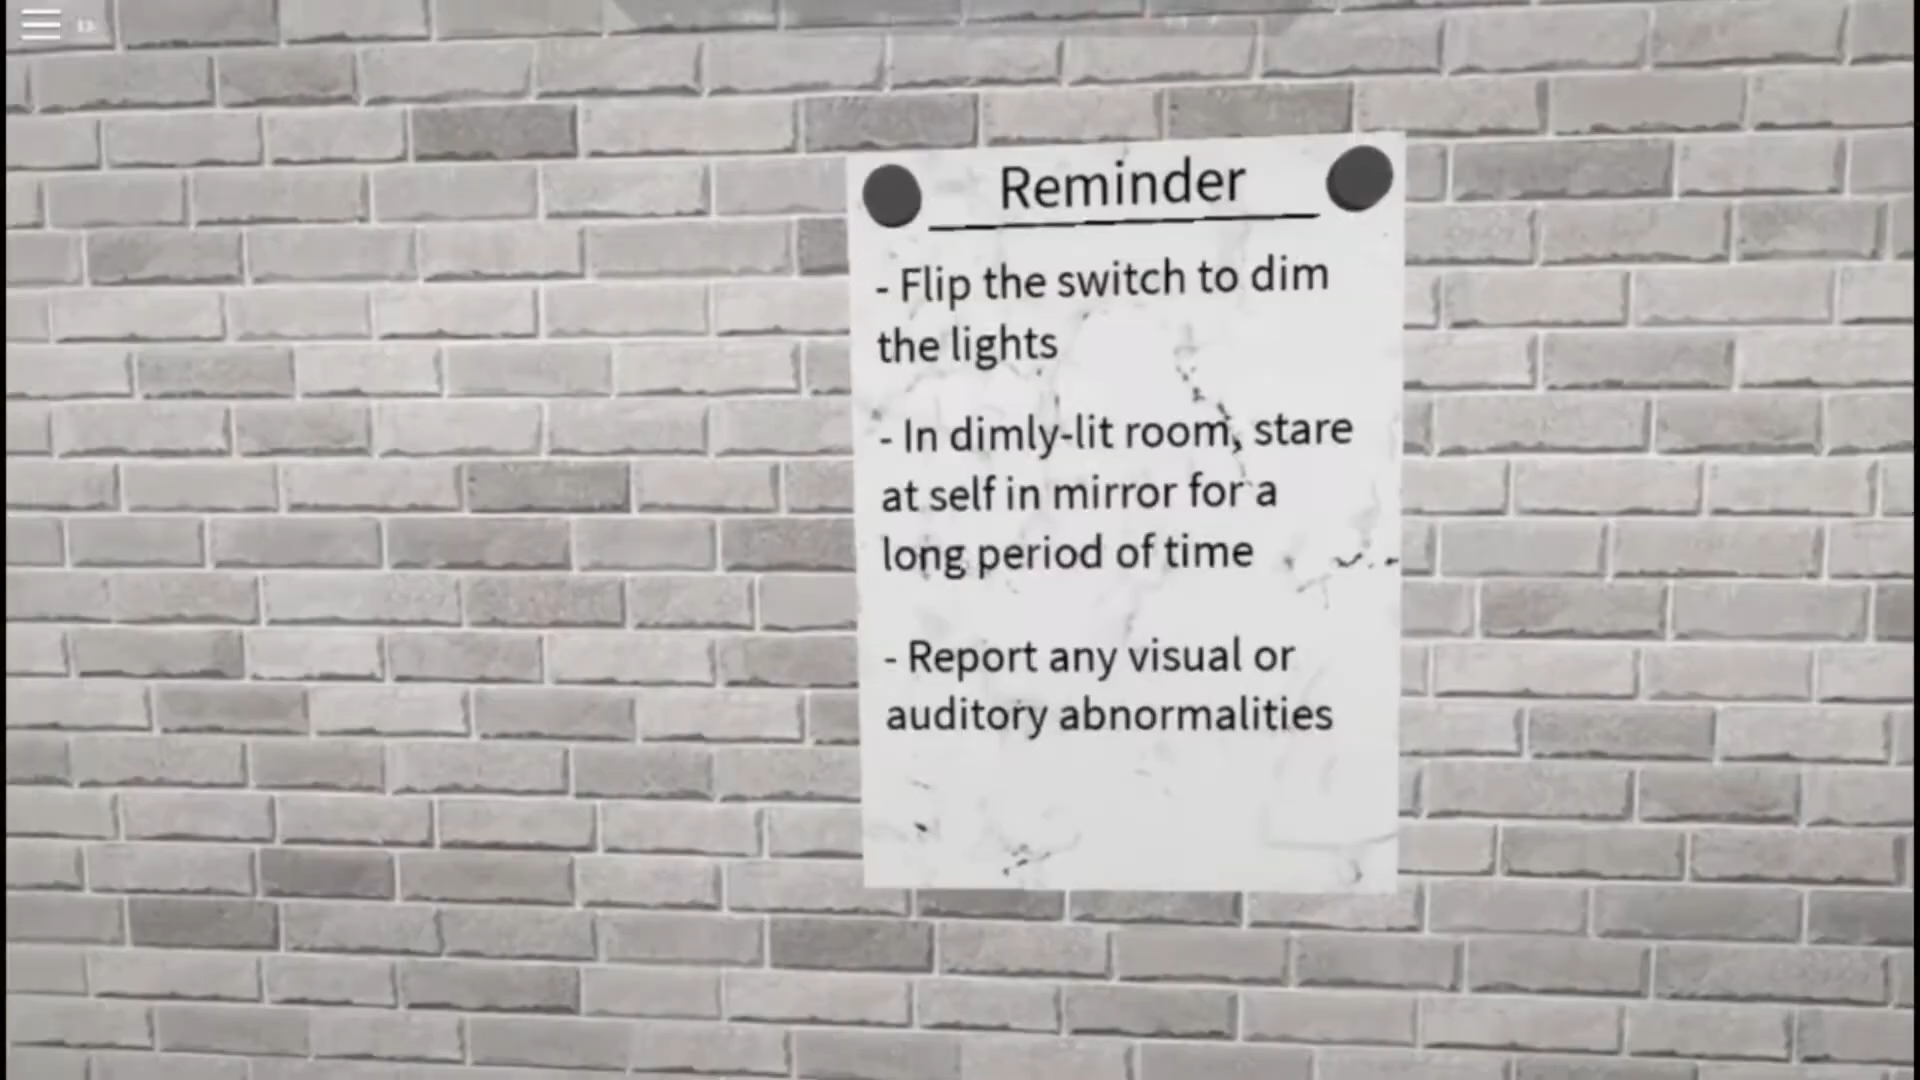 Reminder
- Flip the switch to dim
the lights
- In dimly-lit room, stare
at self in mirror for a
long period of time
- Report any visual or
auditory abnormalities